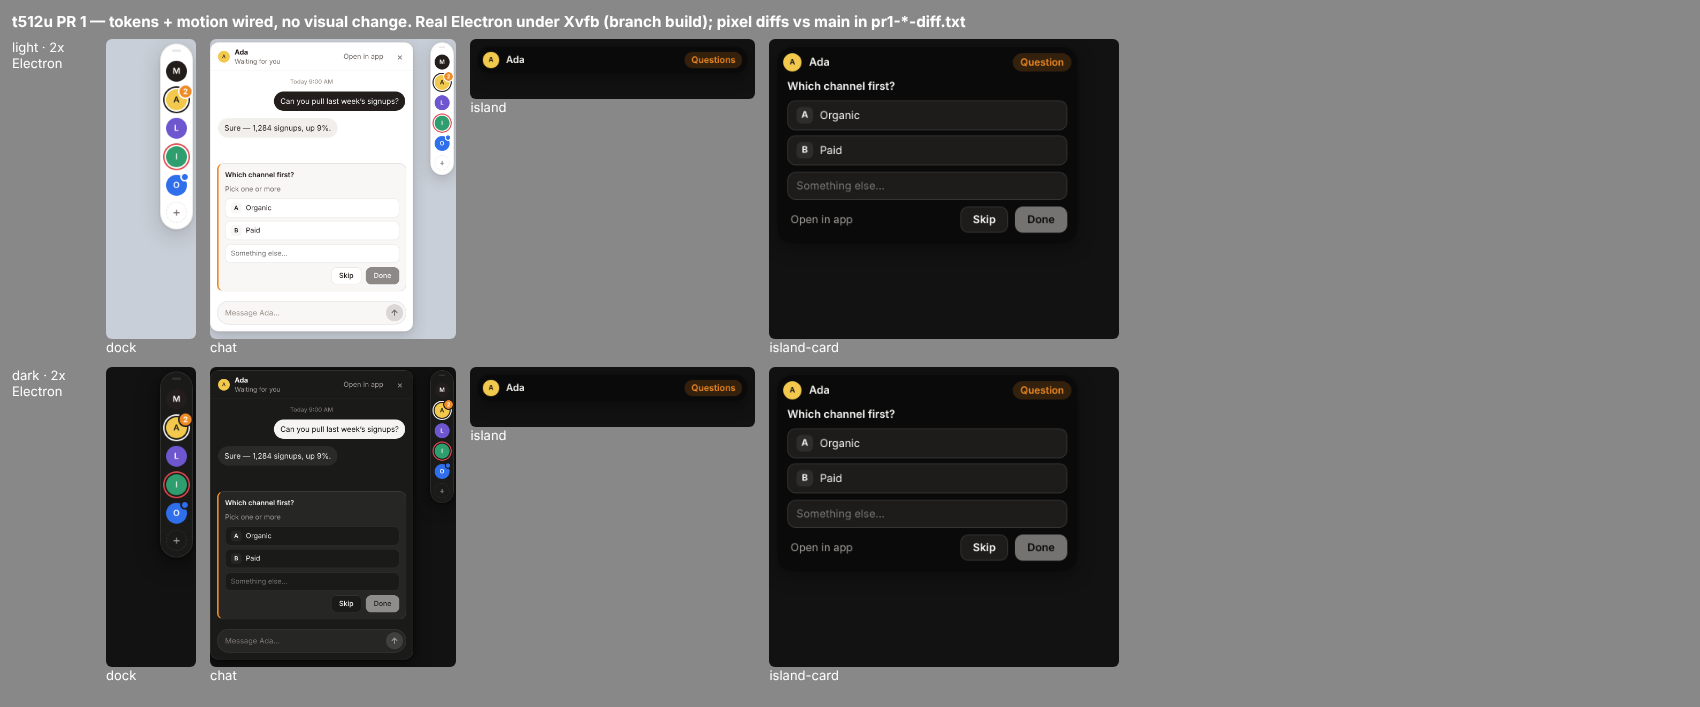 t512u PR 1 — tokens + motion wired, no visual change. Real Electron under Xvfb (branch build); pixel diffs vs main in pr1-*-diff.txt
light · 2x
Electron
M
A
2
L
I
O
+
dock
A
Ada
Waiting for you
Open in app
×
Today 9:00 AM
Can you pull last week's signups?
Sure — 1,284 signups, up 9%.
Which channel first?
Pick one or more
A Organic
B Paid
Something else...
Skip
Done
Message Ada...
M
A
2
L
I
O
+
chat
A
Ada
Questions
island
A
Ada
Question
Which channel first?
A Organic
B Paid
Something else...
Open in app
Skip
Done
island-card
dark · 2x
Electron
M
A
2
L
I
O
+
dock
A
Ada
Waiting for you
Open in app
×
Today 9:00 AM
Can you pull last week's signups?
Sure — 1,284 signups, up 9%.
Which channel first?
Pick one or more
A Organic
B Paid
Something else...
Skip
Done
Message Ada...
M
A
2
L
I
O
+
chat
A
Ada
Questions
island
A
Ada
Question
Which channel first?
A Organic
B Paid
Something else...
Open in app
Skip
Done
island-card